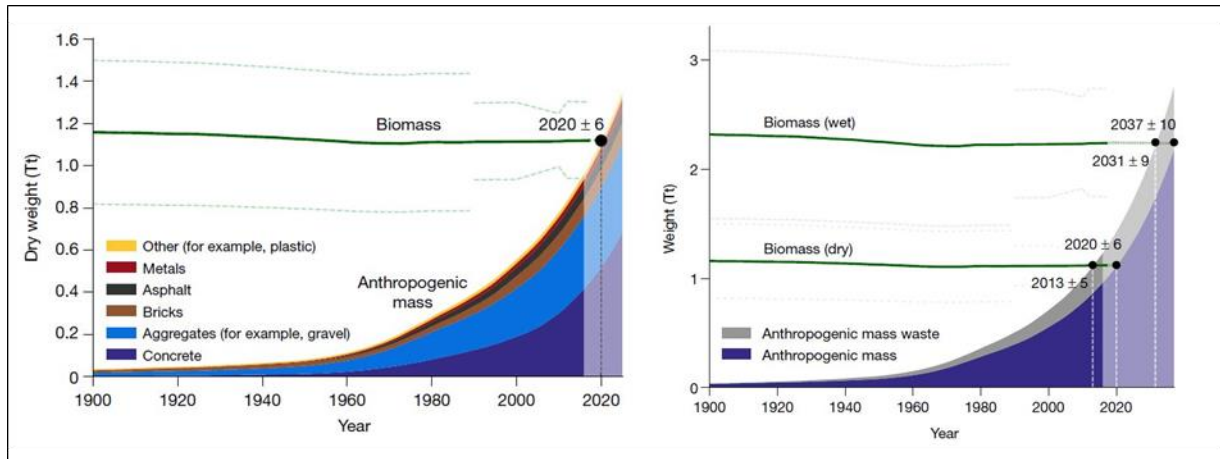 1.6
1.4
1.2
1.0
0.8
0.6
0.4
0.2
0
Dry weight (Tt)
Biomass
2020 ± 6
Other (for example, plastic)
Metals
Asphalt
Bricks
Aggregates (for example, gravel)
Concrete
Anthropogenic
mass
1900 1920 1940 1960 1980 2000 2020
Year
3
2
1
0
Weight (Tt)
Biomass (wet)
2037 ± 10
2031 ± 9
Biomass (dry)
2020 ± 6
2013 ± 5
Anthropogenic mass waste
Anthropogenic mass
1900 1920 1940 1960 1980 2000 2020
Year